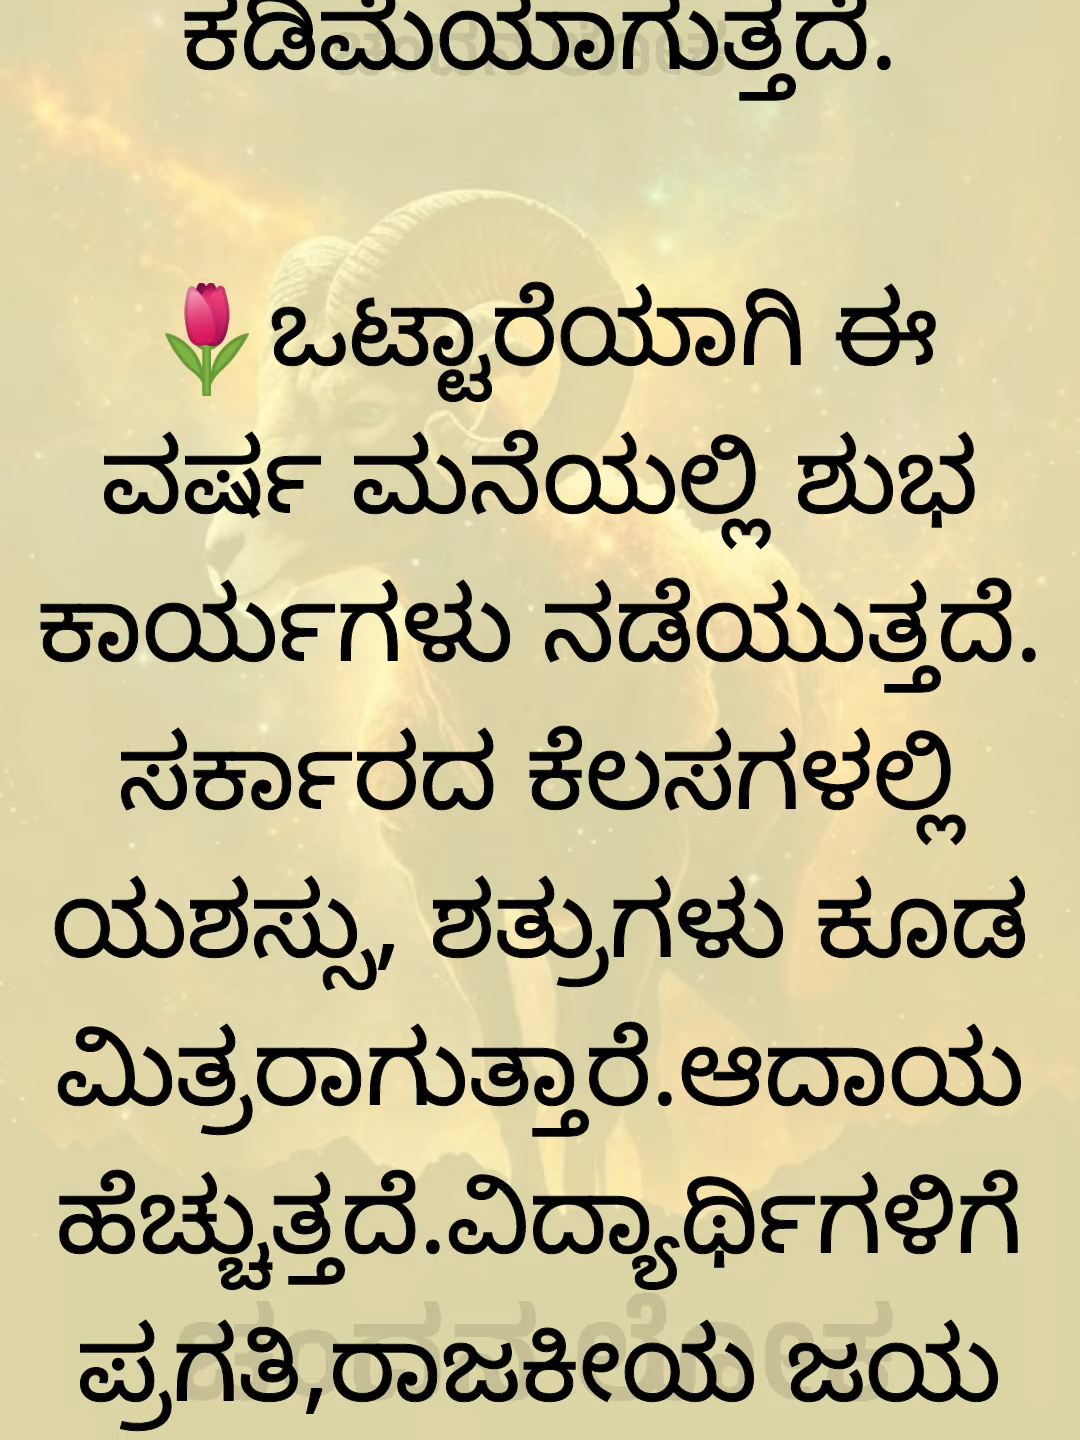 ಕಡಿಮೆಯಾಗುತ್ತದೆ.
🌷ಒಟ್ಟಾರೆಯಾಗಿ ಈ
ವರ್ಷ ಮನೆಯಲ್ಲಿ ಶುಭ
ಕಾರ್ಯಗಳು ನಡೆಯುತ್ತದೆ.
ಸರ್ಕಾರದ ಕೆಲಸಗಳಲ್ಲಿ
ಯಶಸ್ಸು, ಶತ್ರುಗಳು ಕೂಡ
ಮಿತ್ರರಾಗುತ್ತಾರೆ.ಆದಾಯ
ಹೆಚ್ಚುತ್ತದೆ.ವಿದ್ಯಾರ್ಥಿಗಳಿಗೆ
ಪ್ರಗತಿ,ರಾಜಕೀಯ ಜಯ